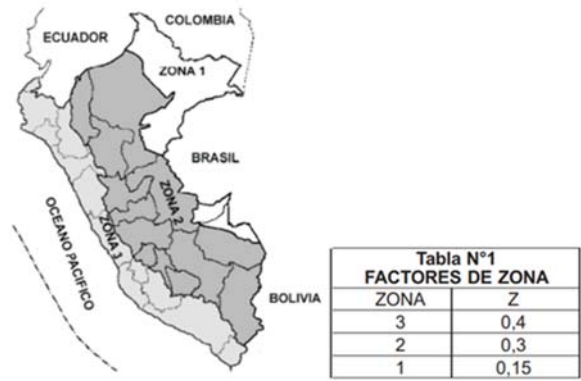 COLOMBIA
ECUADOR
ZONA 1
BRASIL
ZONA 2
ZONA 3
OCEANO PACIFICO
BOLIVIA
Tabla N°1
FACTORES DE ZONA
ZONA Z
3 0,4
2 0,3
1 0,15